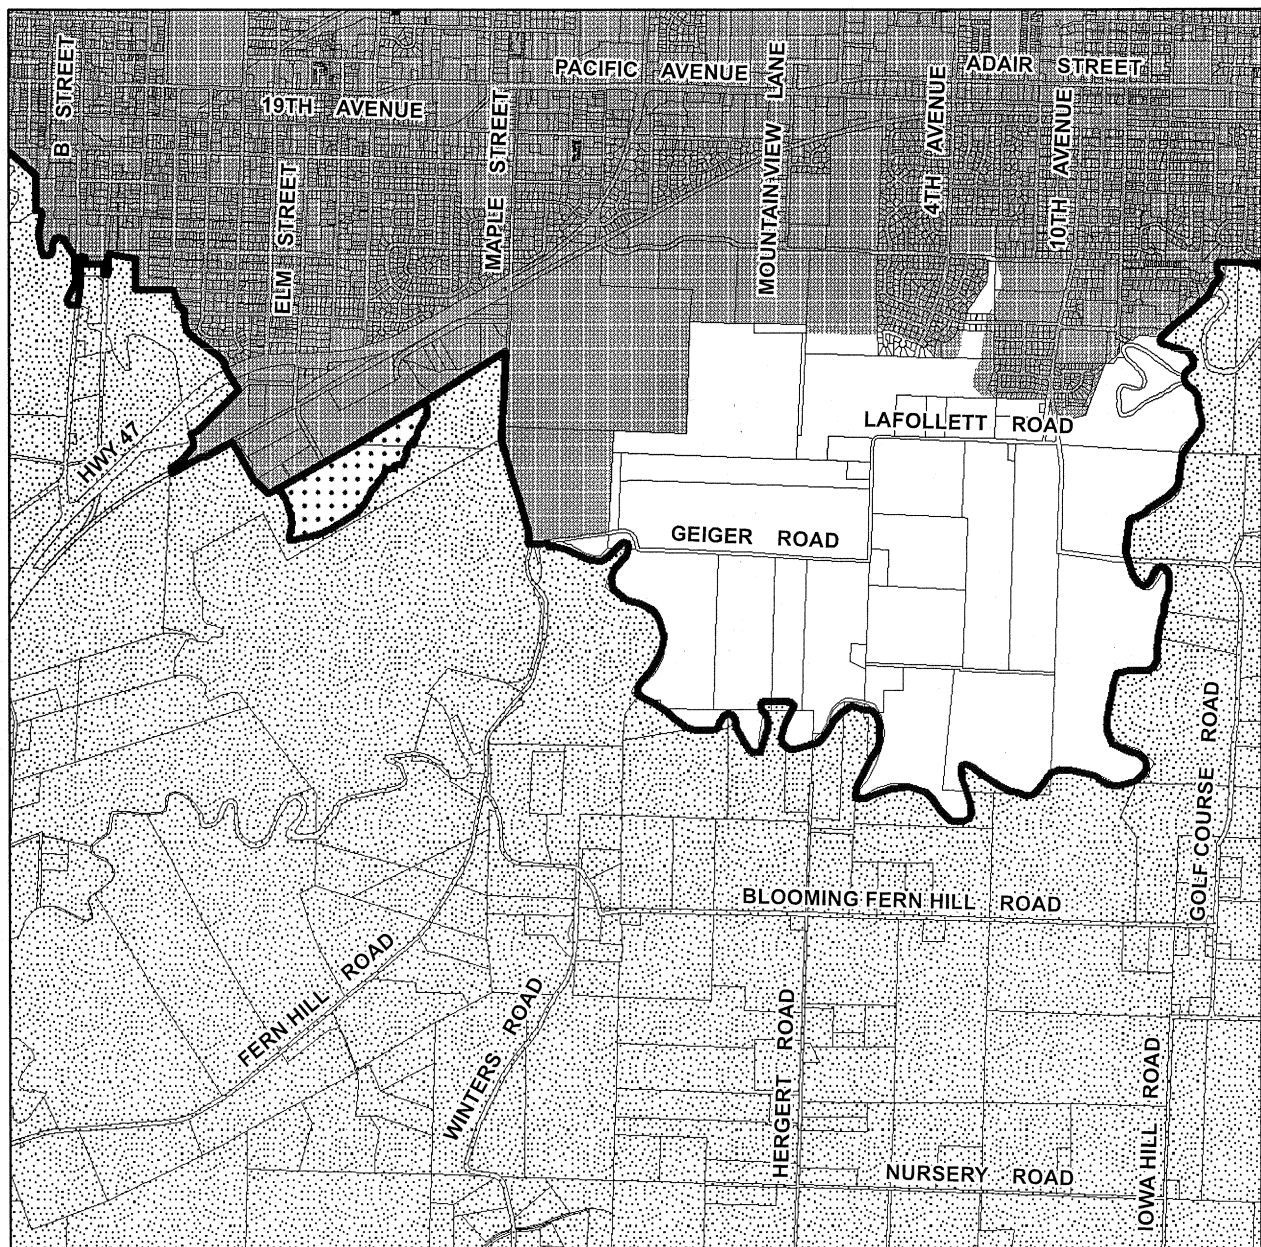 B STREET
PACIFIC AVENUE
ADAIR STREET
19TH AVENUE
MAPLE STREET
MOUNTAIN VIEW LANE
4TH AVENUE
10TH AVENUE
ELM STREET
LAFOLLETT ROAD
HWY 47
GEIGER ROAD
GOLF COURSE ROAD
BLOOMING FERN HILL ROAD
FERN HILL ROAD
WINTERS ROAD
HERGERT ROAD
IOWA HILL ROAD
NURSERY ROAD